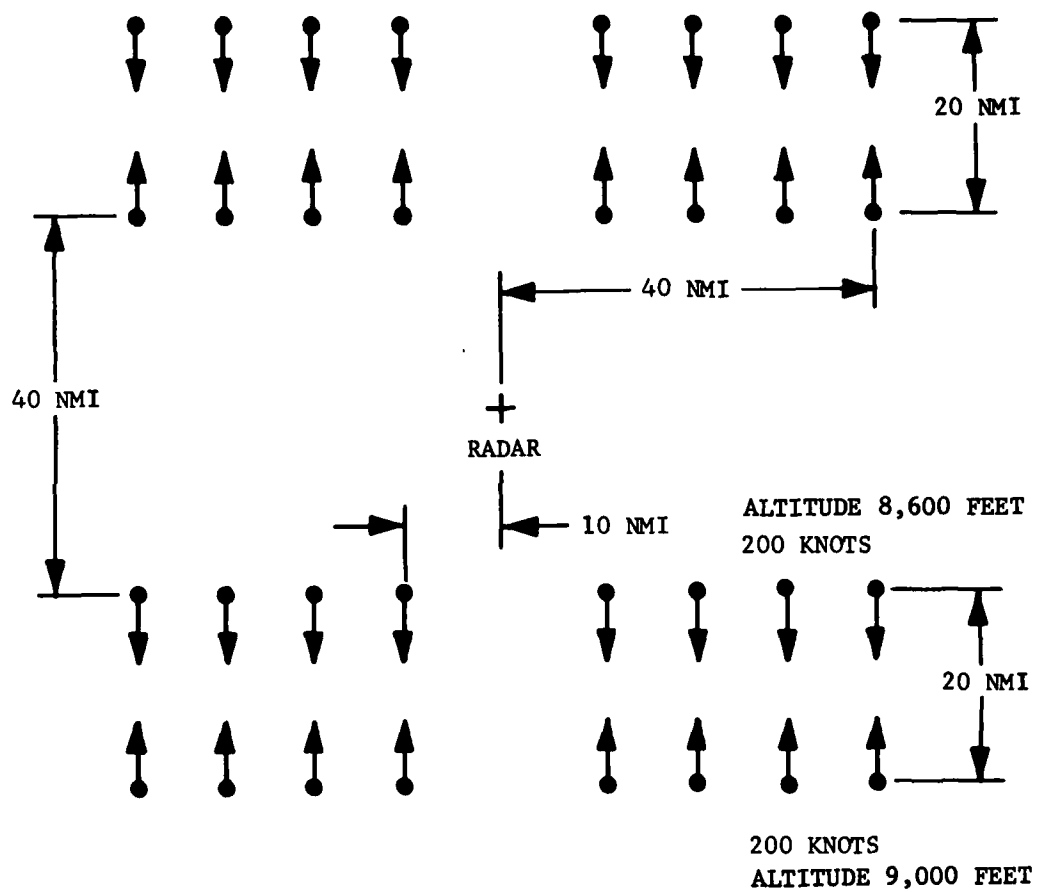 20 NMI
40 NMI
40 NMI
RADAR
10 NMI
ALTITUDE 8,600 FEET
200 KNOTS
20 NMI
200 KNOTS
ALTITUDE 9,000 FEET